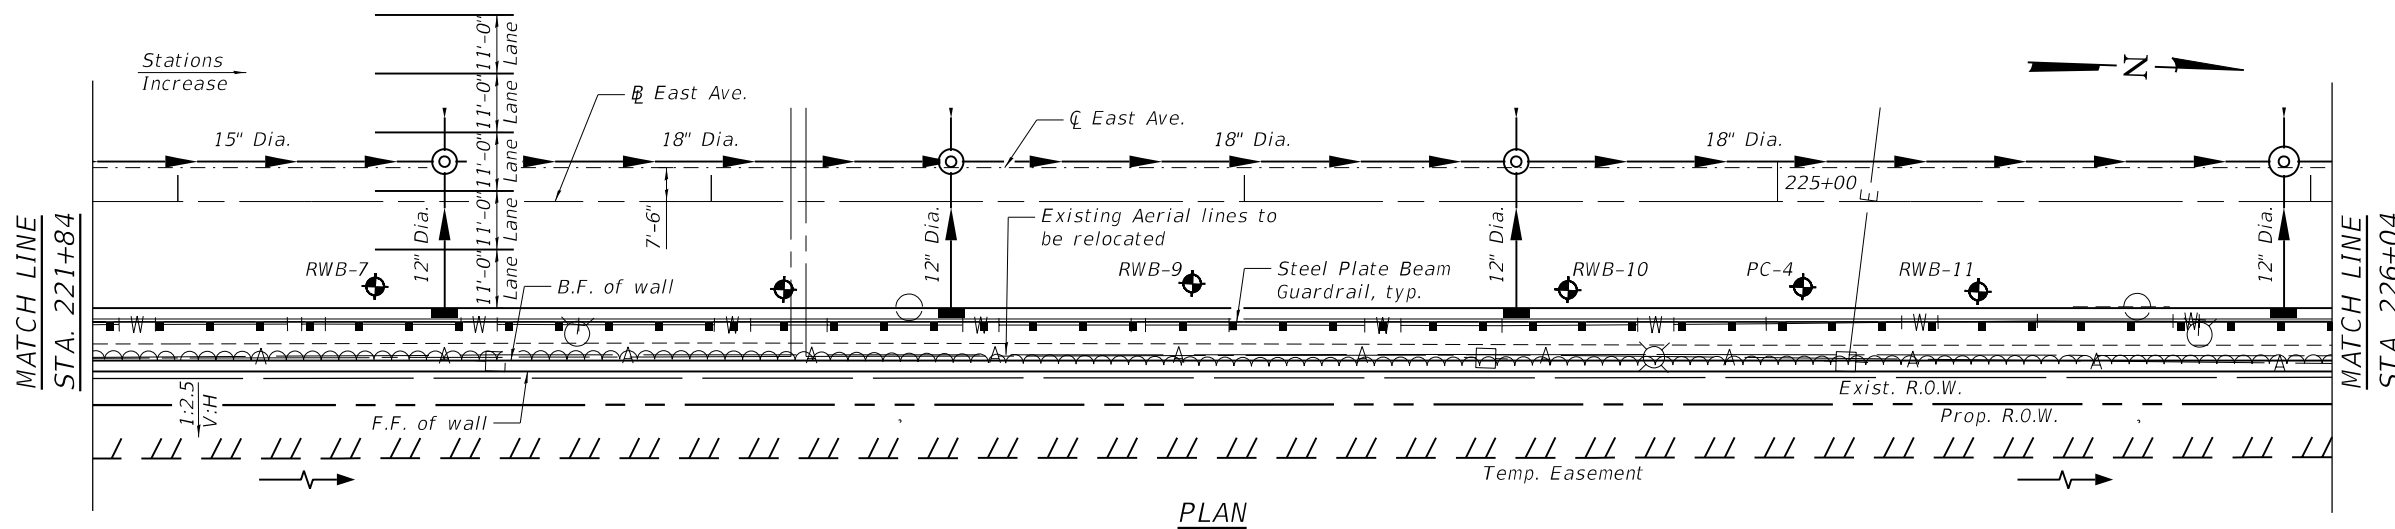 Stations
Increase
15" Dia.
11'-0"
11'-0"
11'-0"
11'-0"
11'-0"
Lane
Lane
Lane
Lane
Lane
℄ East Ave.
18" Dia.
18" Dia.
18" Dia.
N
225+00
E
7'-6"
12" Dia.
12" Dia.
12" Dia.
12" Dia.
MATCH LINE
STA. 221+84
MATCH LINE
STA. 226+04
Existing Aerial lines to
be relocated
Steel Plate Beam
Guardrail, typ.
RWB-7
RWB-9
RWB-10
PC-4
RWB-11
B.F. of wall
W W W W W W W W
A A A A A A A A A A A A
Exist. R.O.W.
Prop. R.O.W.
1:2.5
V:H
F.F. of wall
Temp. Easement
PLAN
East Ave.